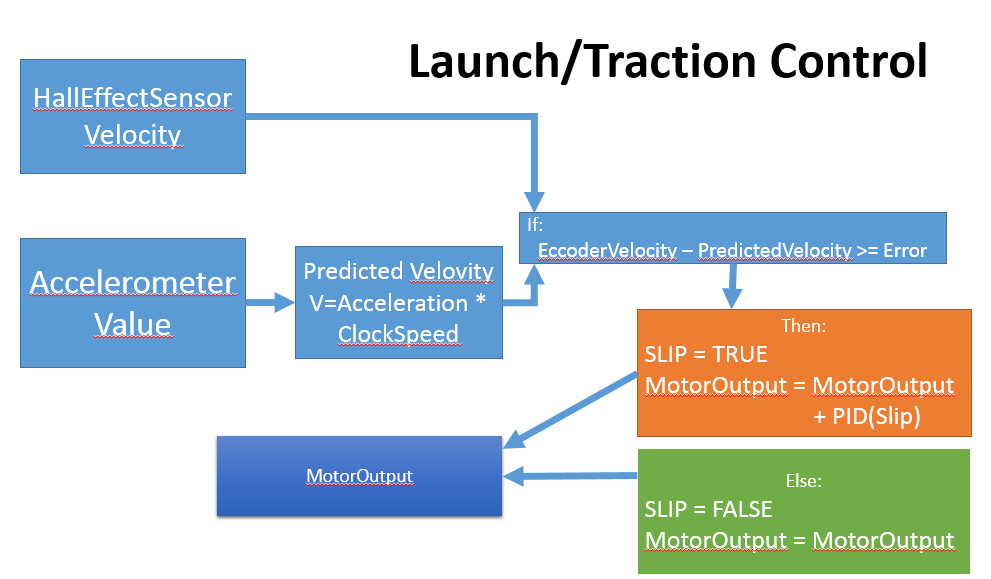 Launch/Traction Control
HallEffectSensor
Velocity
Accelerometer
Value
Predicted Velovity
V=Acceleration *
ClockSpeed
If:
EccoderVelocity – PredictedVelocity >= Error
Then:
SLIP = TRUE
MotorOutput = MotorOutput
+ PID(Slip)
MotorOutput
Else:
SLIP = FALSE
MotorOutput = MotorOutput